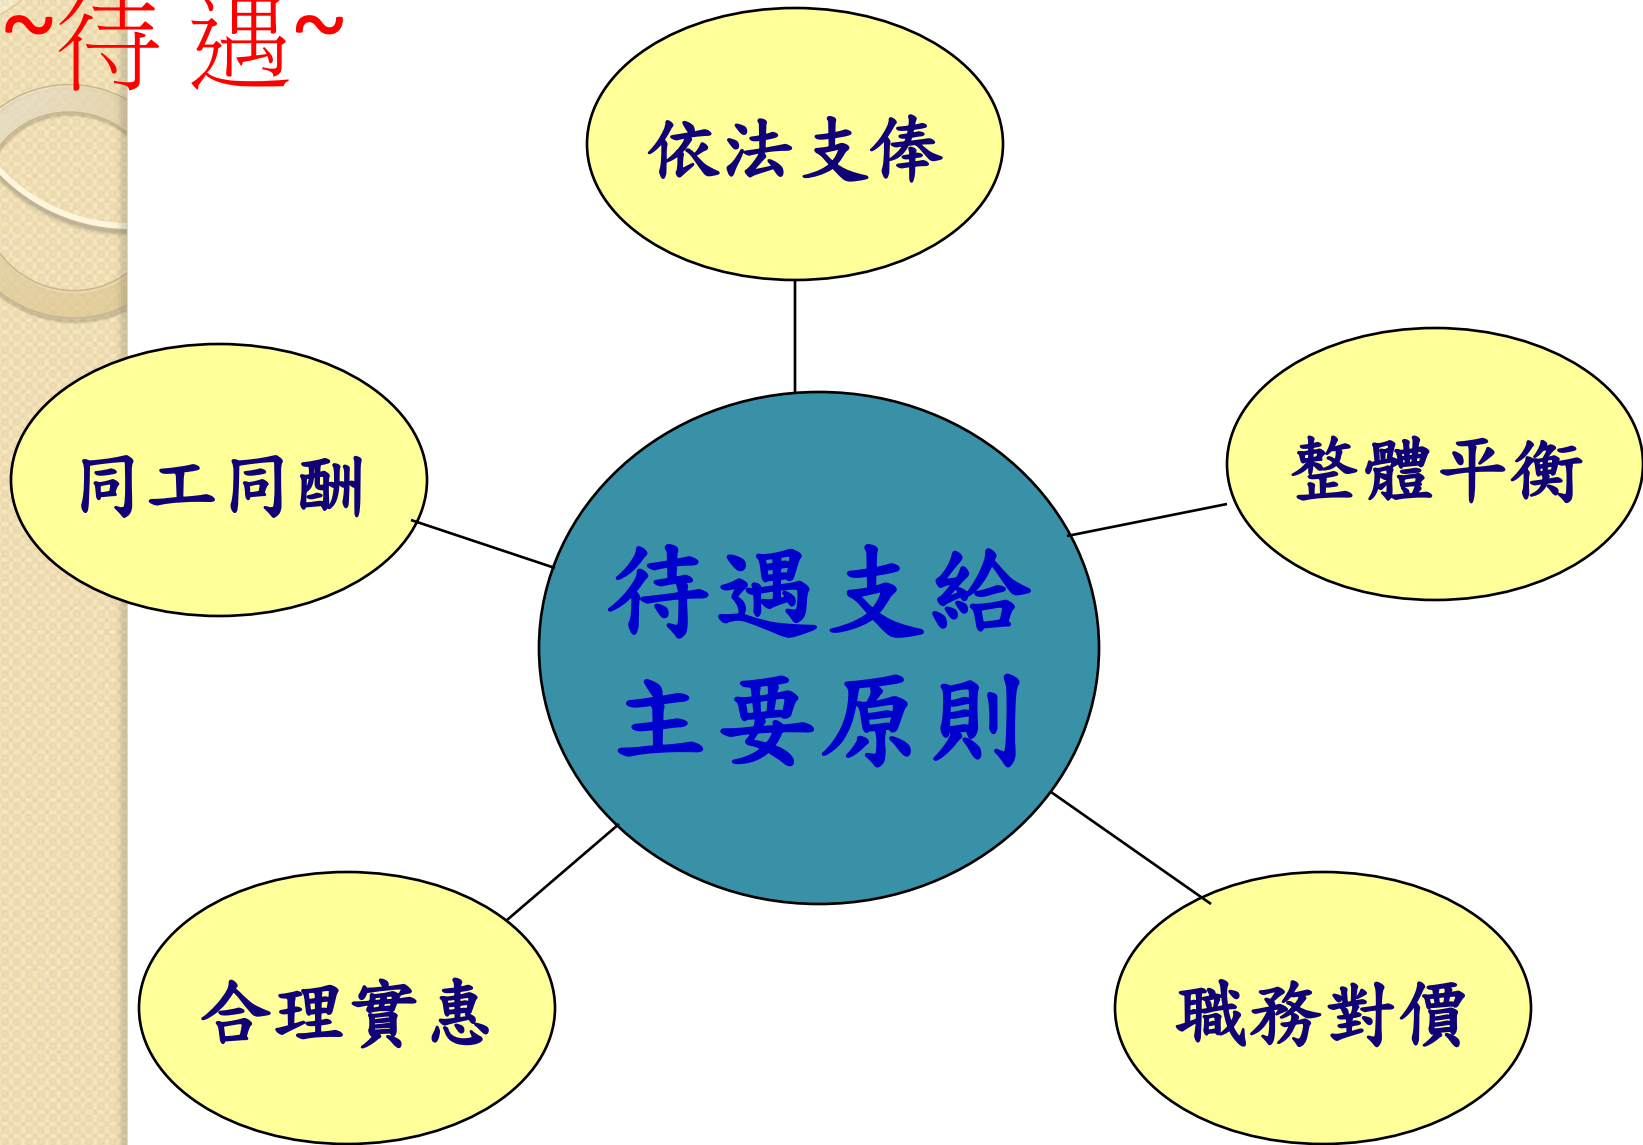 ~待 遇~
依法支俸
同工同酬
整體平衡
待遇支給
主要原則
合理實惠
職務對價